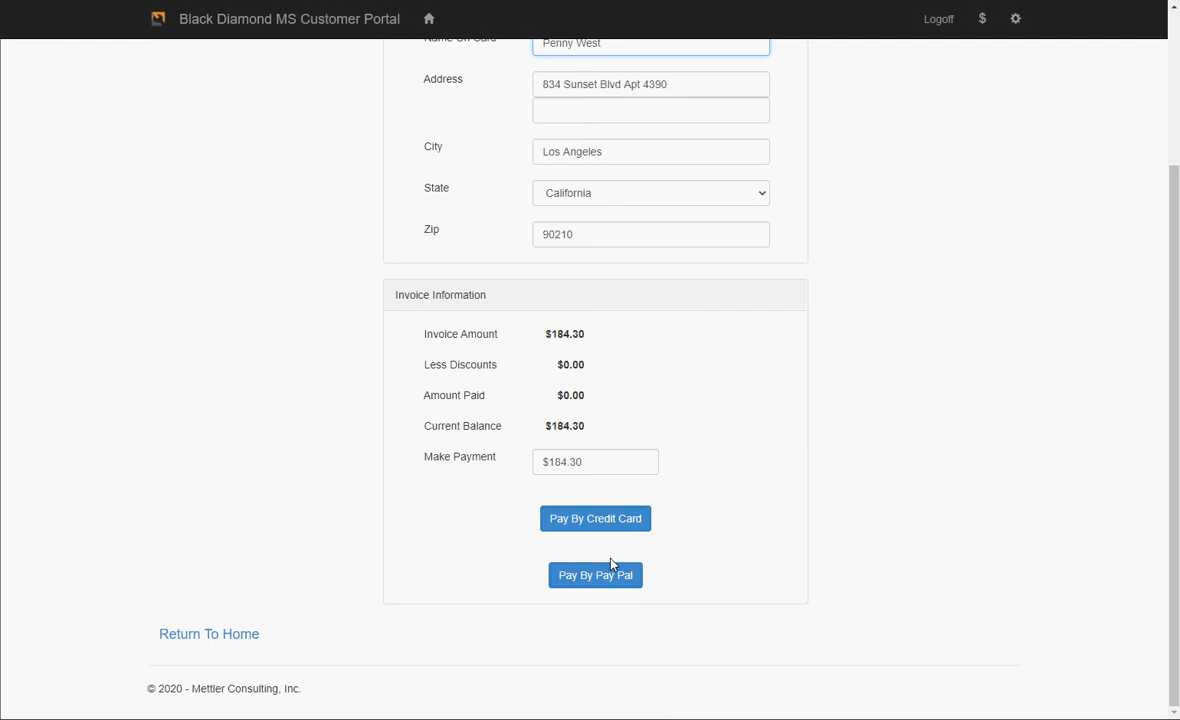 Black Diamond MS Customer Portal
Logoff $
Name On Card Penny West
Address 834 Sunset Blvd Apt 4390
City Los Angeles
State California
Zip 90210
Invoice Information
Invoice Amount $184.30
Less Discounts $0.00
Amount Paid $0.00
Current Balance $184.30
Make Payment $184.30
Pay By Credit Card
Pay By Pay Pal
Return To Home
© 2020 - Mettler Consulting, Inc.